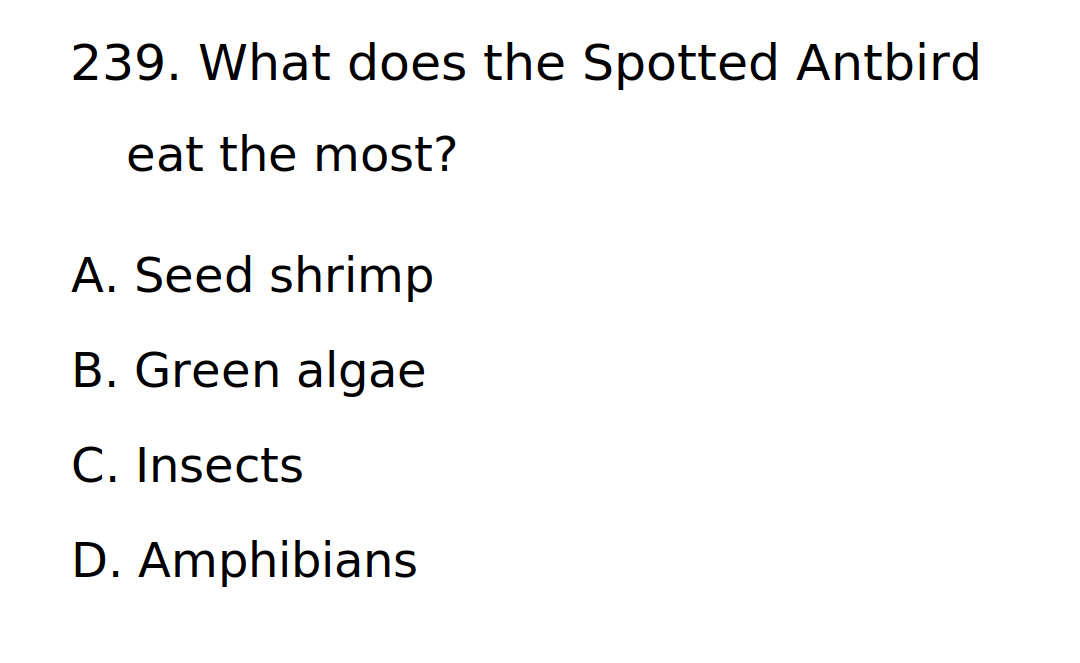 239. What does the Spotted Antbird
eat the most?
A. Seed shrimp
B. Green algae
C. Insects
D. Amphibians